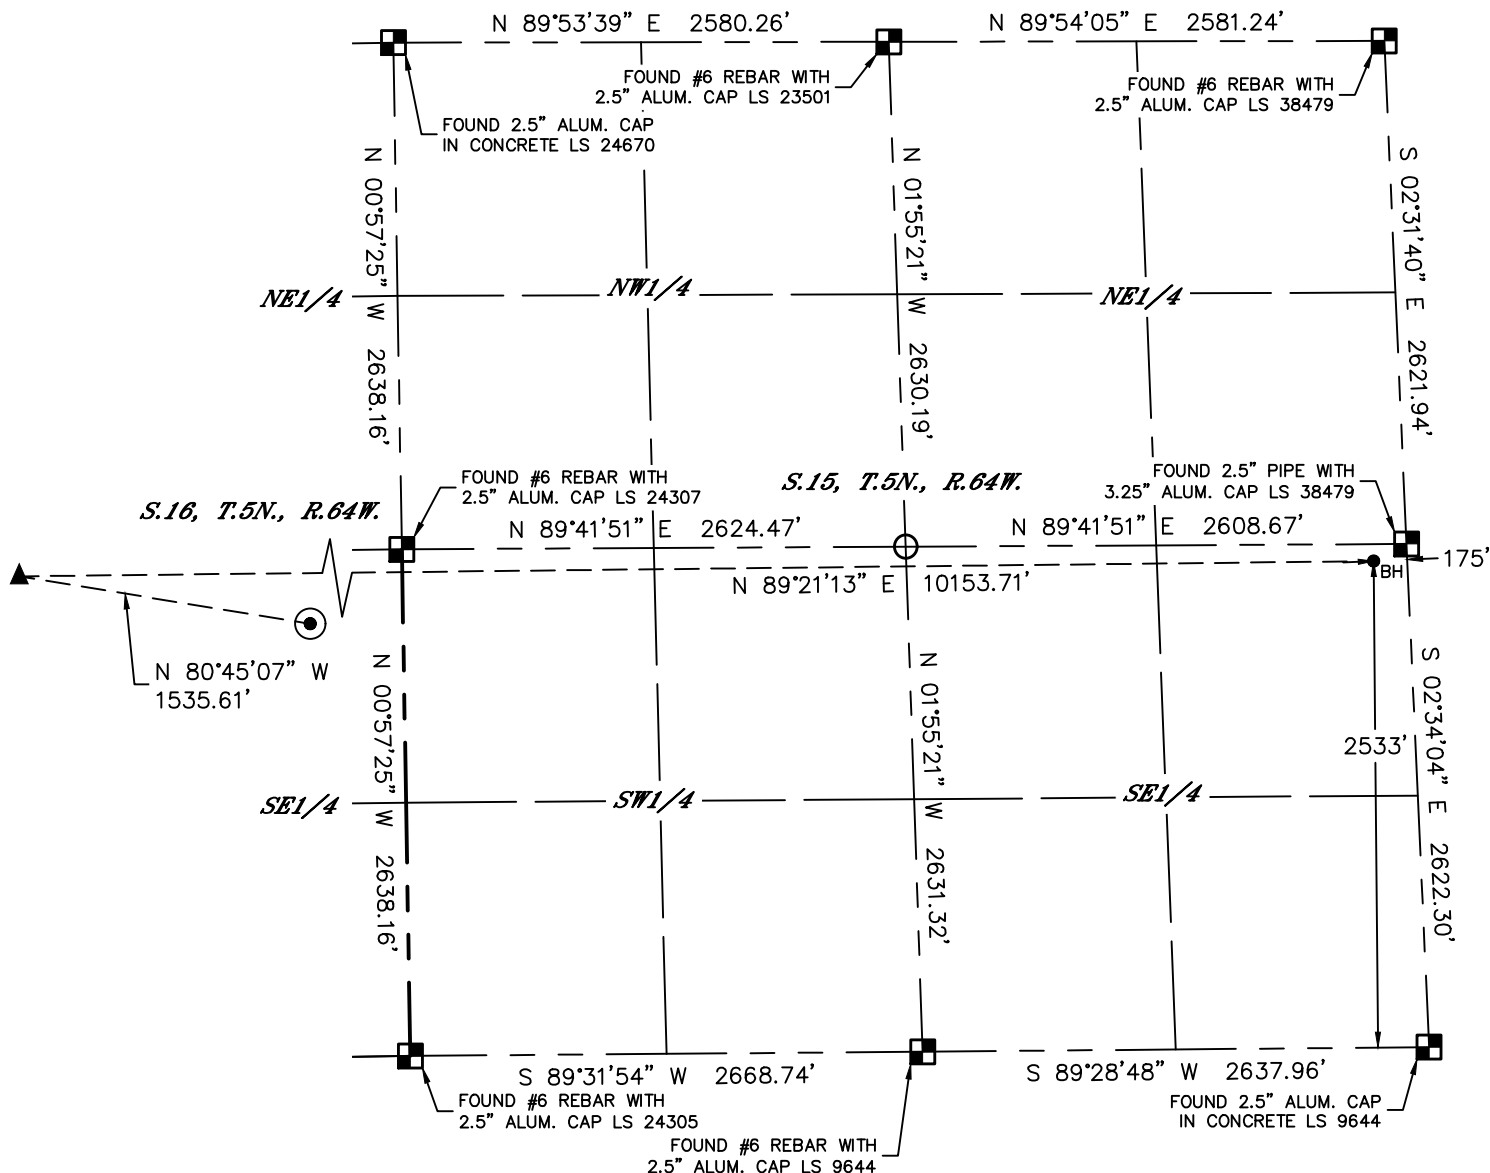 N 89°53'39" E 2580.26'
N 89°54'05" E 2581.24'
FOUND #6 REBAR WITH
2.5" ALUM. CAP LS 23501
FOUND #6 REBAR WITH
2.5" ALUM. CAP LS 38479
FOUND 2.5" ALUM. CAP
IN CONCRETE LS 24670
N 00°57'25" W 2638.16'
N 01°55'21" W 2630.19'
S 02°31'40" E 2621.94'
NE1/4
NW1/4
NE1/4
FOUND #6 REBAR WITH
2.5" ALUM. CAP LS 24307
FOUND 2.5" PIPE WITH
3.25" ALUM. CAP LS 38479
S.16, T.5N., R.64W.
S.15, T.5N., R.64W.
N 89°41'51" E 2624.47'
N 89°41'51" E 2608.67'
175'
BH
N 89°21'13" E 10153.71'
N 80°45'07" W
1535.61'
N 00°57'25" W 2638.16'
N 01°55'21" W 2631.32'
S 02°34'04" E 2622.30'
2533'
SE1/4
SW1/4
SE1/4
S 89°31'54" W 2668.74'
S 89°28'48" W 2637.96'
FOUND #6 REBAR WITH
2.5" ALUM. CAP LS 24305
FOUND 2.5" ALUM. CAP
IN CONCRETE LS 9644
FOUND #6 REBAR WITH
2.5" ALUM. CAP LS 9644